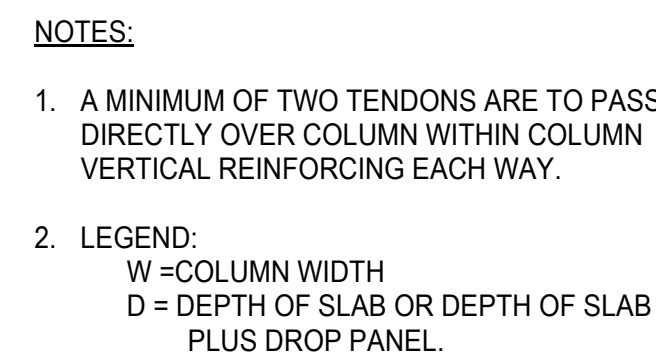 NOTES:
1. A MINIMUM OF TWO TENDONS ARE TO PASS
DIRECTLY OVER COLUMN WITHIN COLUMN
VERTICAL REINFORCING EACH WAY.
2. LEGEND:
W =COLUMN WIDTH
D = DEPTH OF SLAB OR DEPTH OF SLAB
PLUS DROP PANEL.